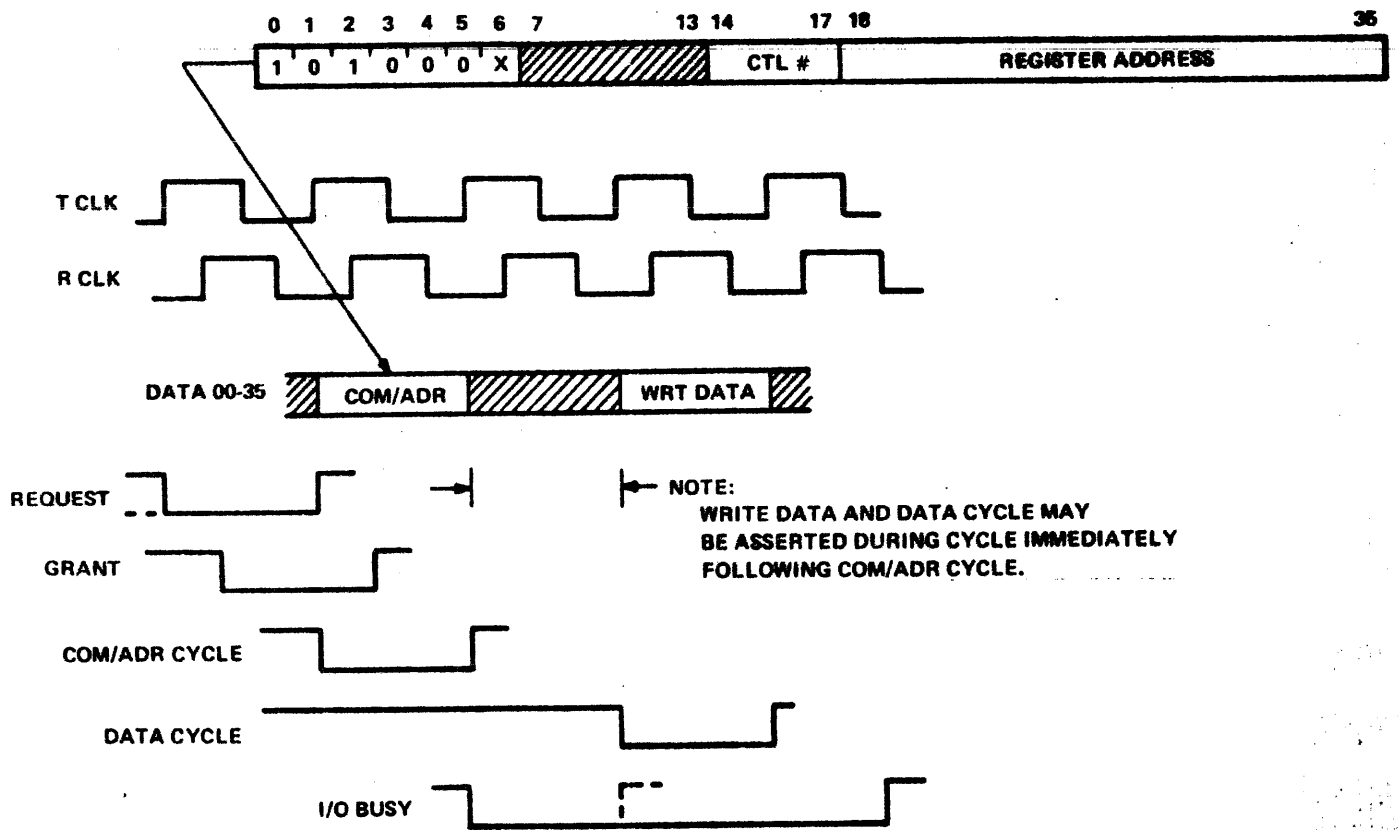 0 1 2 3 4 5 6 7 13 14 17 18 35
1 0 1 0 0 0 X CTL # REGISTER ADDRESS
T CLK
R CLK
DATA 00-35 COM/ADR WRT DATA
REQUEST
NOTE:
WRITE DATA AND DATA CYCLE MAY
BE ASSERTED DURING CYCLE IMMEDIATELY
FOLLOWING COM/ADR CYCLE.
GRANT
COM/ADR CYCLE
DATA CYCLE
I/O BUSY